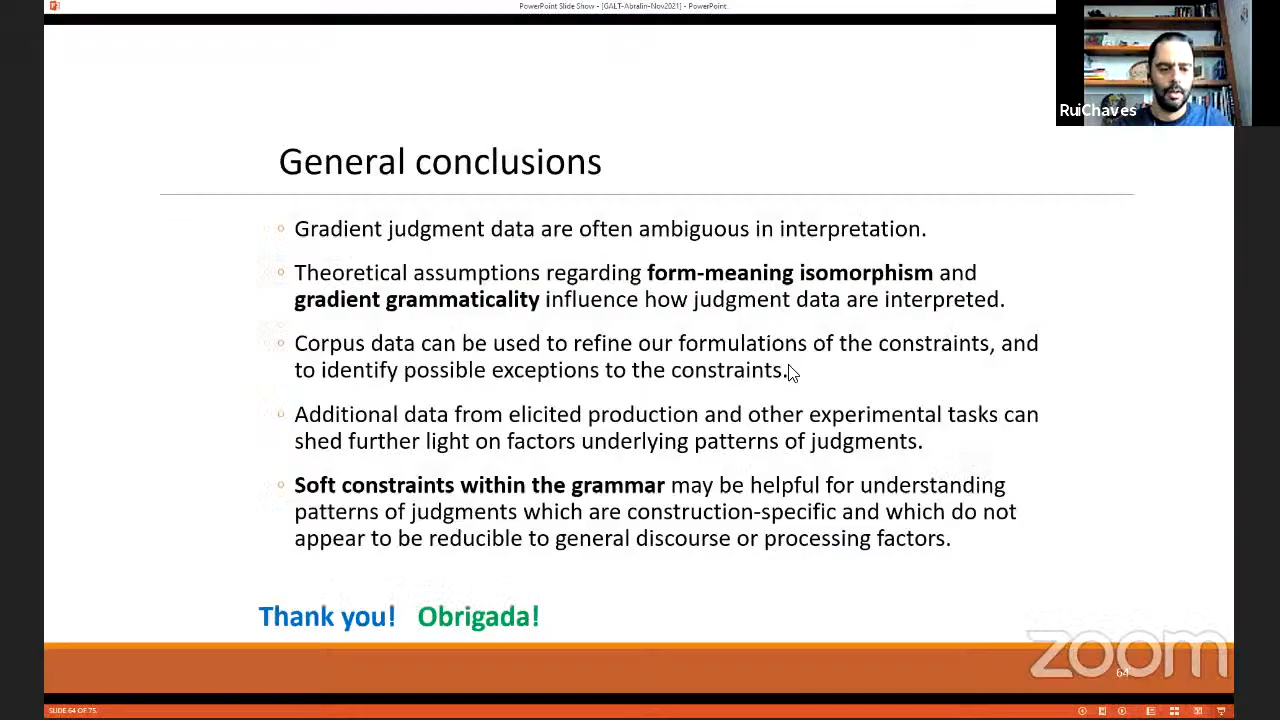 PowerPoint Slide Show - [GALT-Abralin-Nov2021] - PowerPoint
RuiChaves
General conclusions
Gradient judgment data are often ambiguous in interpretation.
Theoretical assumptions regarding form-meaning isomorphism and
gradient grammaticality influence how judgment data are interpreted.
Corpus data can be used to refine our formulations of the constraints, and
to identify possible exceptions to the constraints.
Additional data from elicited production and other experimental tasks can
shed further light on factors underlying patterns of judgments.
Soft constraints within the grammar may be helpful for understanding
patterns of judgments which are construction-specific and which do not
appear to be reducible to general discourse or processing factors.
Thank you! Obrigada!
zoom
64
SLIDE 64 OF 75